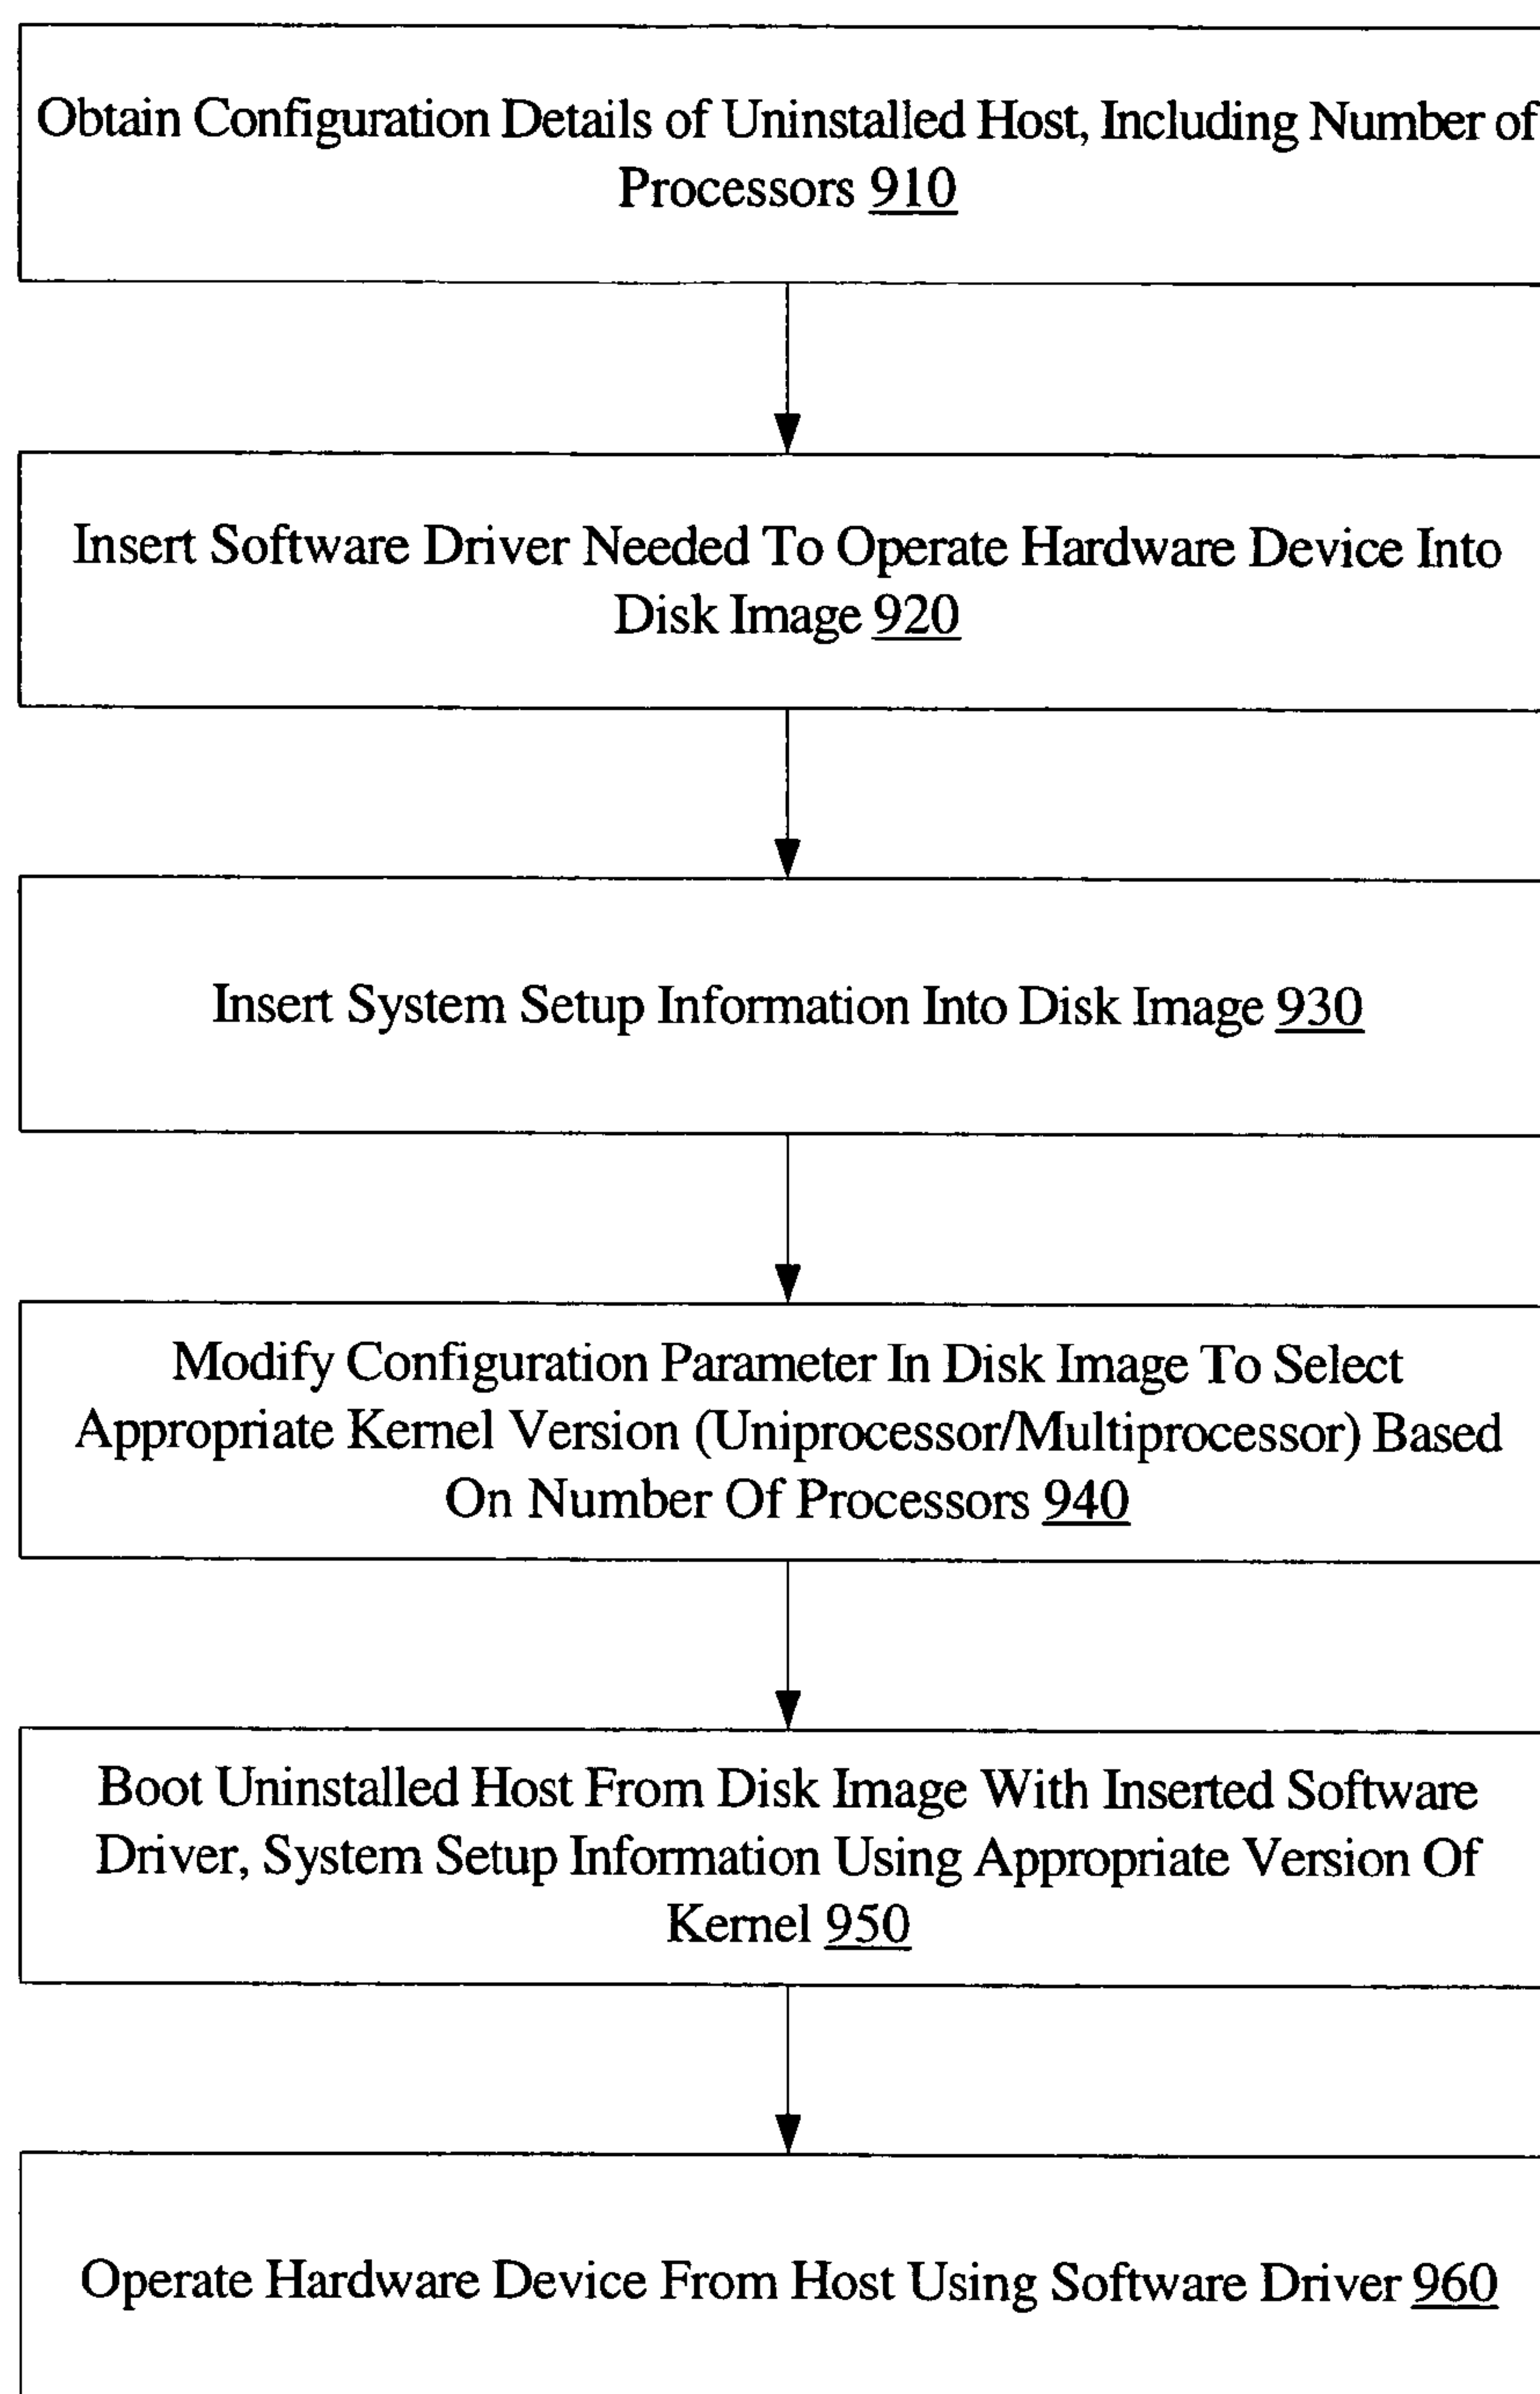 Obtain Configuration Details of Uninstalled Host, Including Number of
Processors 910
Insert Software Driver Needed To Operate Hardware Device Into
Disk Image 920
Insert System Setup Information Into Disk Image 930
Modify Configuration Parameter In Disk Image To Select
Appropriate Kernel Version (Uniprocessor/Multiprocessor) Based
On Number Of Processors 940
Boot Uninstalled Host From Disk Image With Inserted Software
Driver, System Setup Information Using Appropriate Version Of
Kernel 950
Operate Hardware Device From Host Using Software Driver 960